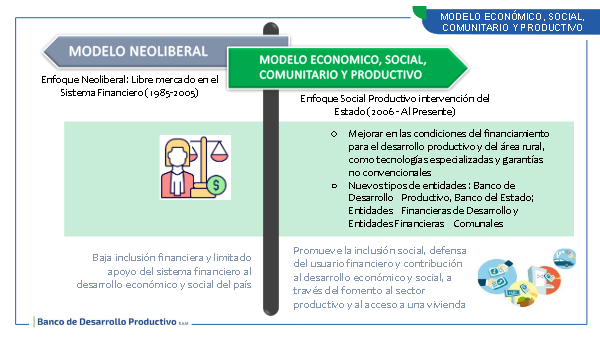 MODELO ECONÓMICO, SOCIAL,
COMUNITARIO Y PRODUCTIVO
MODELO NEOLIBERAL
MODELO ECONOMICO, SOCIAL,
COMUNITARIO Y PRODUCTIVO
Enfoque Neoliberal: Libre mercado en el
Sistema Financiero (1985-2005)
Enfoque Social Productivo intervención del
Estado (2006 - Al Presente)
o Mejorar en las condiciones del financiamiento
para el desarrollo productivo y del área rural,
como tecnologías especializadas y garantías
no convencionales
o Nuevos tipos de entidades : Banco de
Desarrollo Productivo, Banco del Estado;
Entidades Financieras de Desarrollo y
Entidades Financieras Comunales
Baja inclusión financiera y limitado
apoyo del sistema financiero al
desarrollo económico y social del país
Promueve la inclusión social, defensa
del usuario financiero y contribución
al desarrollo económico y social, a
través del fomento al sector
productivo y al acceso a una vivienda
Banco de Desarrollo Productivo S.A.M